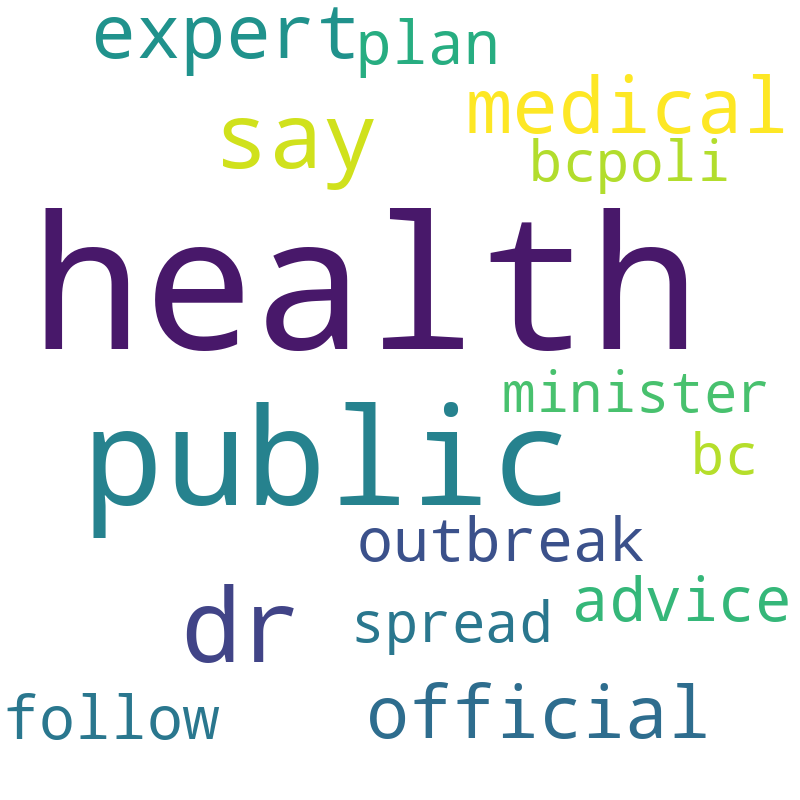 expert plan
medical
say
bcpoli
health
minister
public
bc
outbreak
advice
dr
spread
official
follow